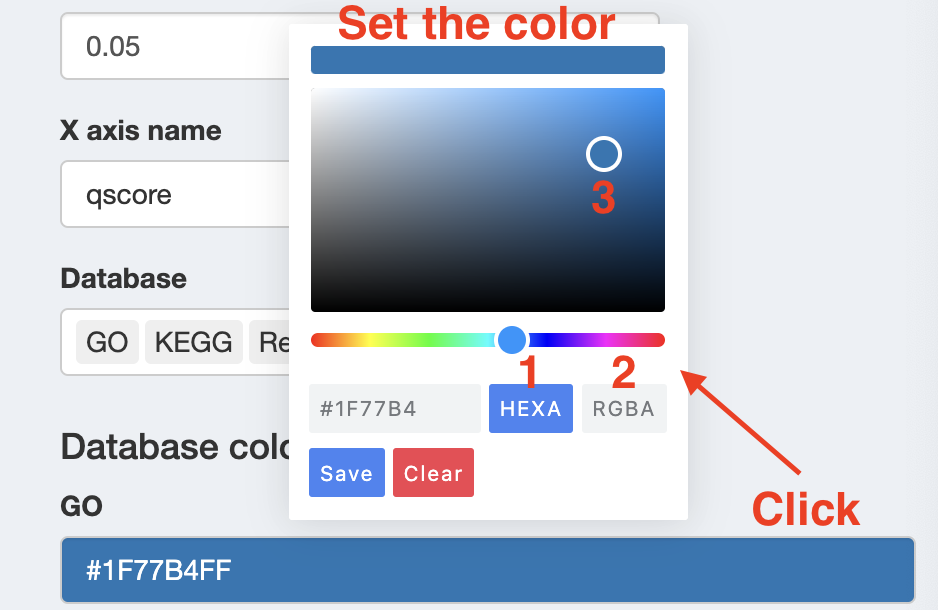 Set the color
0.05
X axis name
qscore
3
Database
GO KEGG Re
1 2
#1F77B4 HEXA RGBA
Database colo
Save Clear
GO
Click
#1F77B4FF